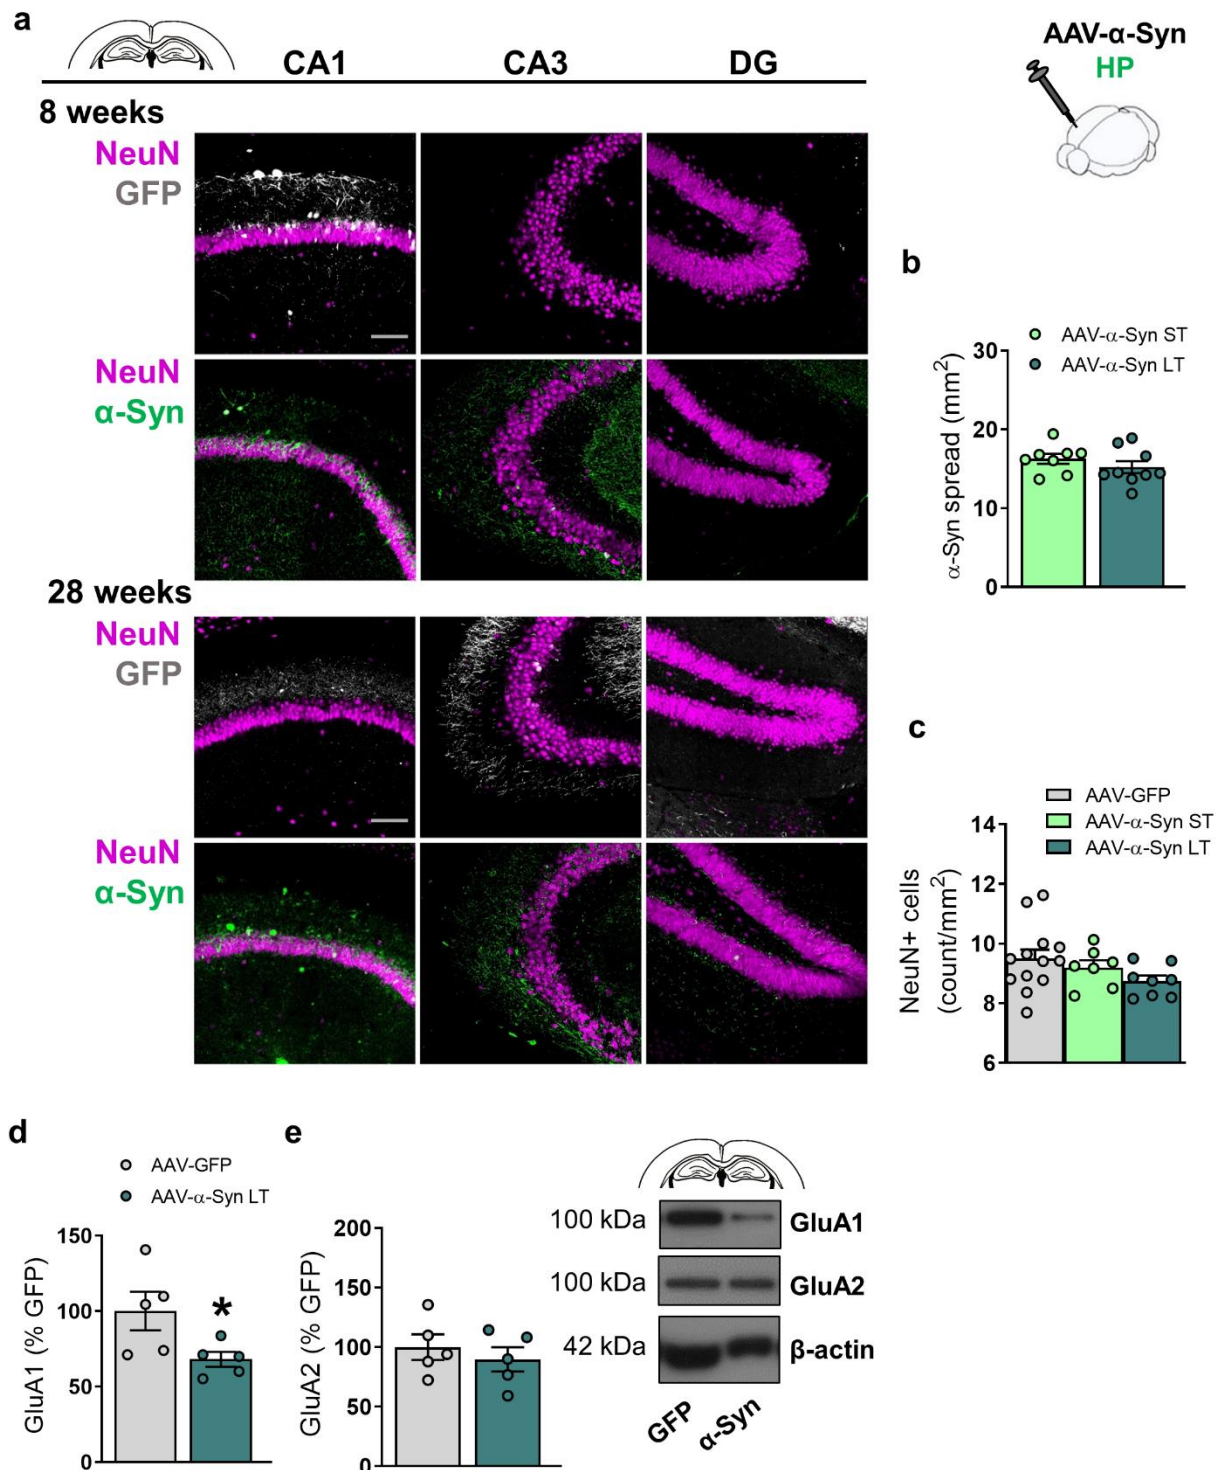 a
CA1 CA3 DG
8 weeks
NeuN
GFP
NeuN
α-Syn
28 weeks
NeuN
GFP
NeuN
α-Syn
AAV-α-Syn
HP
b
AAV-α-Syn ST
AAV-α-Syn LT
α-Syn spread (mm²)
30
20
10
0
c
AAV-GFP
AAV-α-Syn ST
AAV-α-Syn LT
NeuN+ cells
(count/mm²)
14
12
10
8
6
d
AAV-GFP
AAV-α-Syn LT
GluA1 (% GFP)
150
100
50
0
*
e
GluA2 (% GFP)
200
150
100
50
0
100 kDa GluA1
100 kDa GluA2
42 kDa β-actin
GFP α-Syn